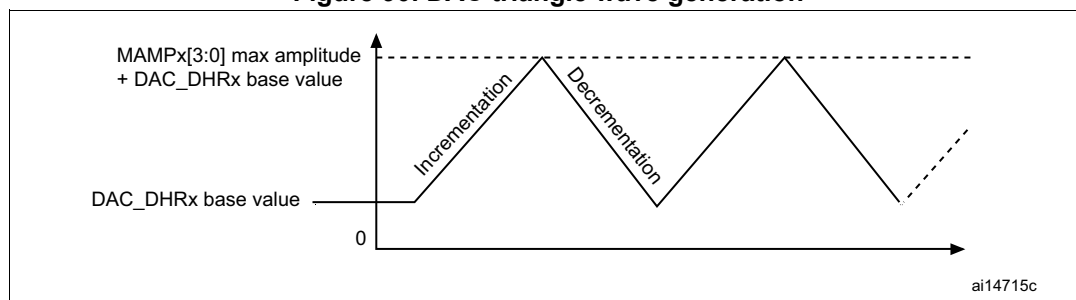 MAMPx[3:0] max amplitude
+ DAC_DHRx base value
Incrementation
Decrementation
DAC_DHRx base value
0
ai14715c